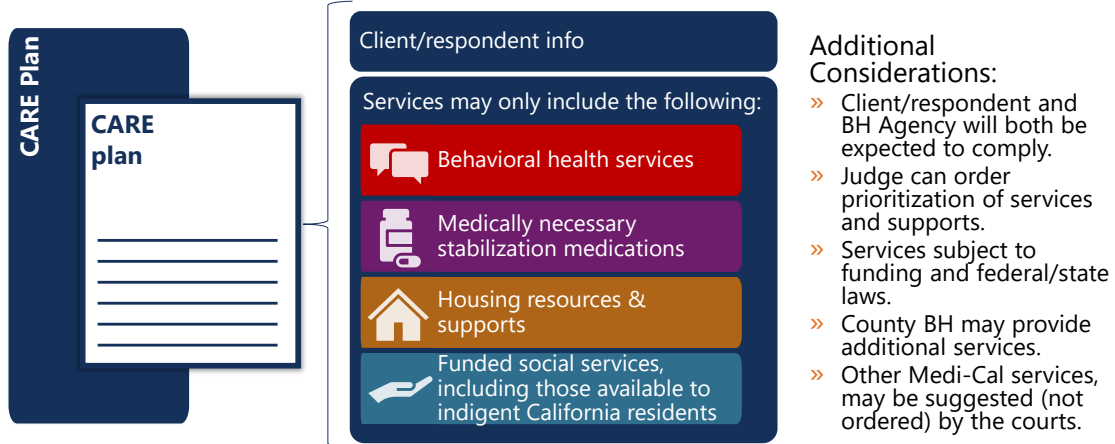 CARE Plan
CARE
plan
Client/respondent info
Services may only include the following:
Behavioral health services
Medically necessary
stabilization medications
Housing resources &
supports
Funded social services,
including those available to
indigent California residents
Additional
Considerations:
» Client/respondent and
BH Agency will both be
expected to comply.
» Judge can order
prioritization of services
and supports.
» Services subject to
funding and federal/state
laws.
» County BH may provide
additional services.
» Other Medi-Cal services,
may be suggested (not
ordered) by the courts.